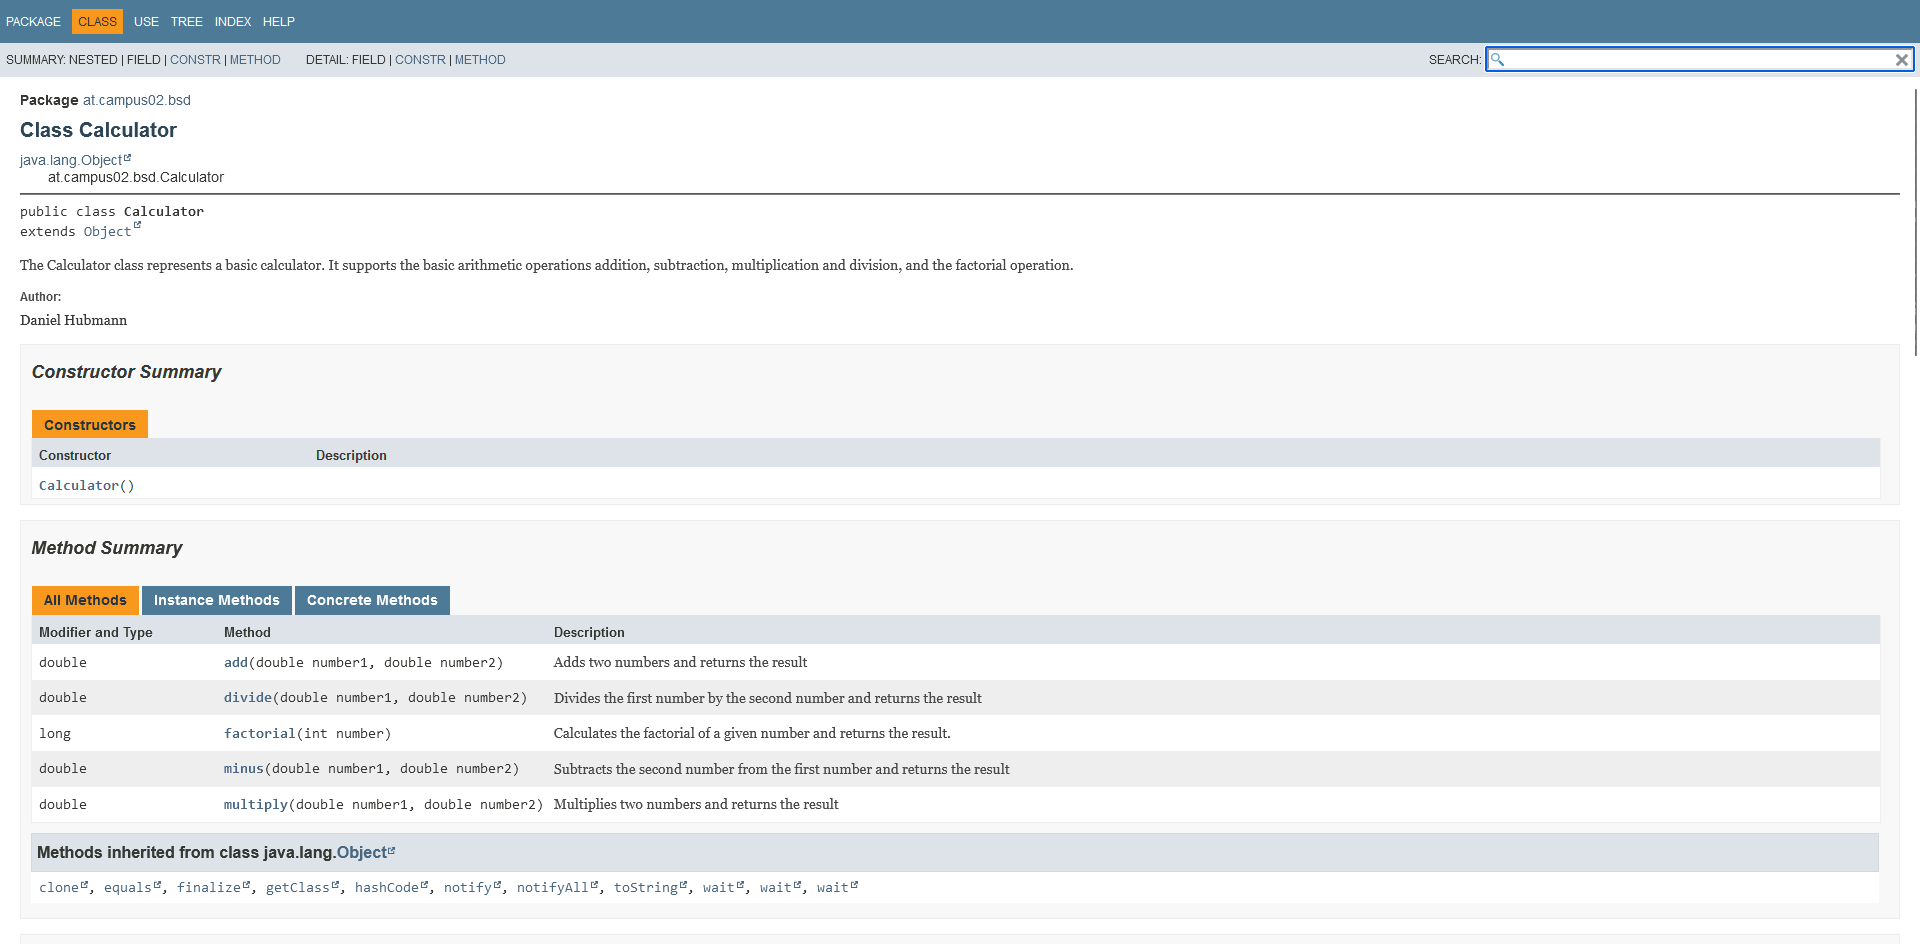 PACKAGE CLASS USE TREE INDEX HELP
SUMMARY: NESTED | FIELD | CONSTR | METHOD DETAIL: FIELD | CONSTR | METHOD SEARCH:
Package at.campus02.bsd
Class Calculator
java.lang.Object
at.campus02.bsd.Calculator
public class Calculator
extends Object
The Calculator class represents a basic calculator. It supports the basic arithmetic operations addition, subtraction, multiplication and division, and the factorial operation.
Author:
Daniel Hubmann
Constructor Summary
Constructors
Constructor Description
Calculator()
Method Summary
All Methods Instance Methods Concrete Methods
Modifier and Type Method Description
double add(double number1, double number2) Adds two numbers and returns the result
double divide(double number1, double number2) Divides the first number by the second number and returns the result
long factorial(int number) Calculates the factorial of a given number and returns the result.
double minus(double number1, double number2) Subtracts the second number from the first number and returns the result
double multiply(double number1, double number2) Multiplies two numbers and returns the result
Methods inherited from class java.lang.Object
clone, equals, finalize, getClass, hashCode, notify, notifyAll, toString, wait, wait, wait